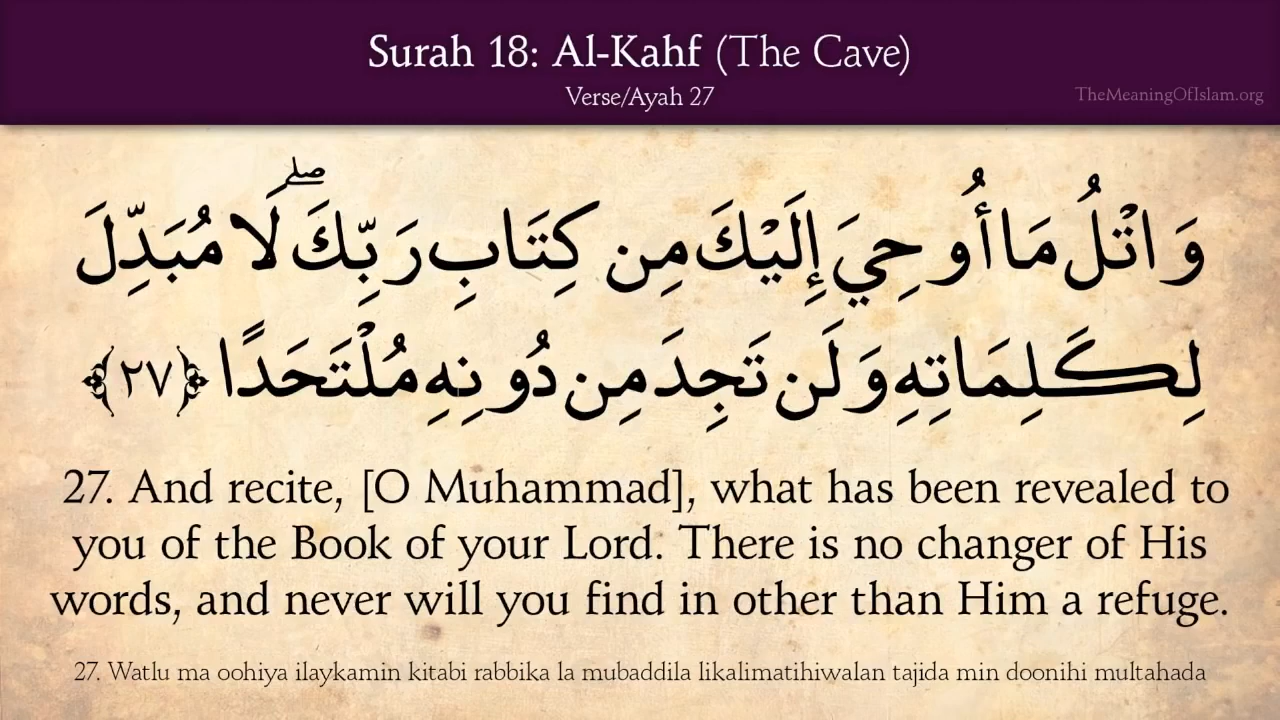 Surah 18: Al-Kahf (The Cave)
Verse/Ayah 27
TheMeaningOfIslam.org
وَاتْلُ مَا أُوحِيَ إِلَيْكَ مِن كِتَابِ رَبِّكَ ۖ لَا مُبَدِّلَ
لِكَلِمَاتِهِ وَلَن تَجِدَ مِن دُونِهِ مُلْتَحَدًا ﴿٢٧﴾
27. And recite, [O Muhammad], what has been revealed to
you of the Book of your Lord. There is no changer of His
words, and never will you find in other than Him a refuge.
27. Watlu ma oohiya ilaykamin kitabi rabbika la mubaddila likalimatihiwalan tajida min doonihi multahada